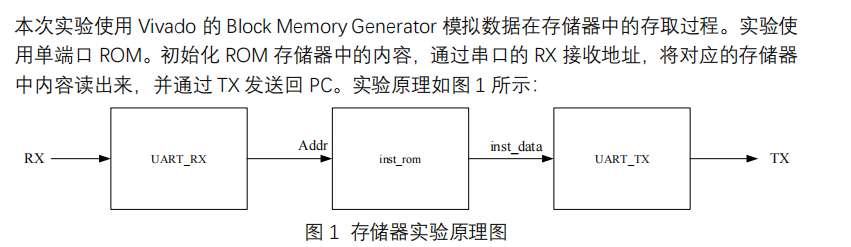 本次实验使用 Vivado 的 Block Memory Generator 模拟数据在存储器中的存取过程。实验使
用单端口 ROM。初始化 ROM 存储器中的内容，通过串口的 RX 接收地址，将对应的存储器
中内容读出来，并通过 TX 发送回 PC。实验原理如图 1 所示：
RX
UART_RX
Addr
inst_rom
inst_data
UART_TX
TX
图 1 存储器实验原理图